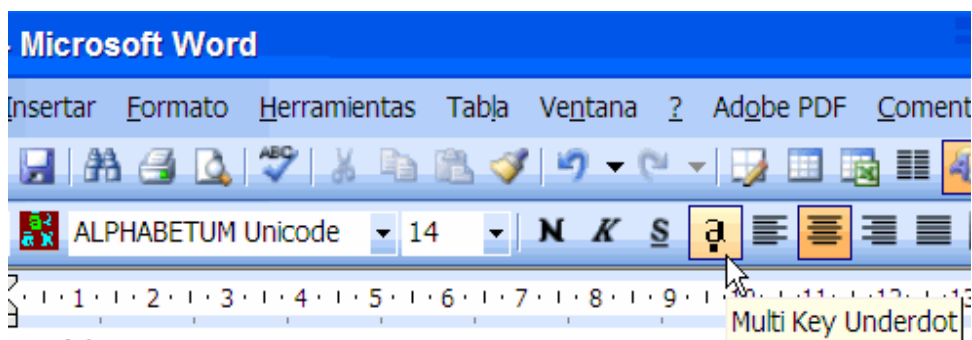 - Microsoft Word
Insertar Formato Herramientas Tabla Ventana ? Adobe PDF Coment
ABC
ALPHABETUM Unicode 14 N K S ạ
1 2 3 4 5 6 7 8 9 10 11 12 13
Multi Key Underdot